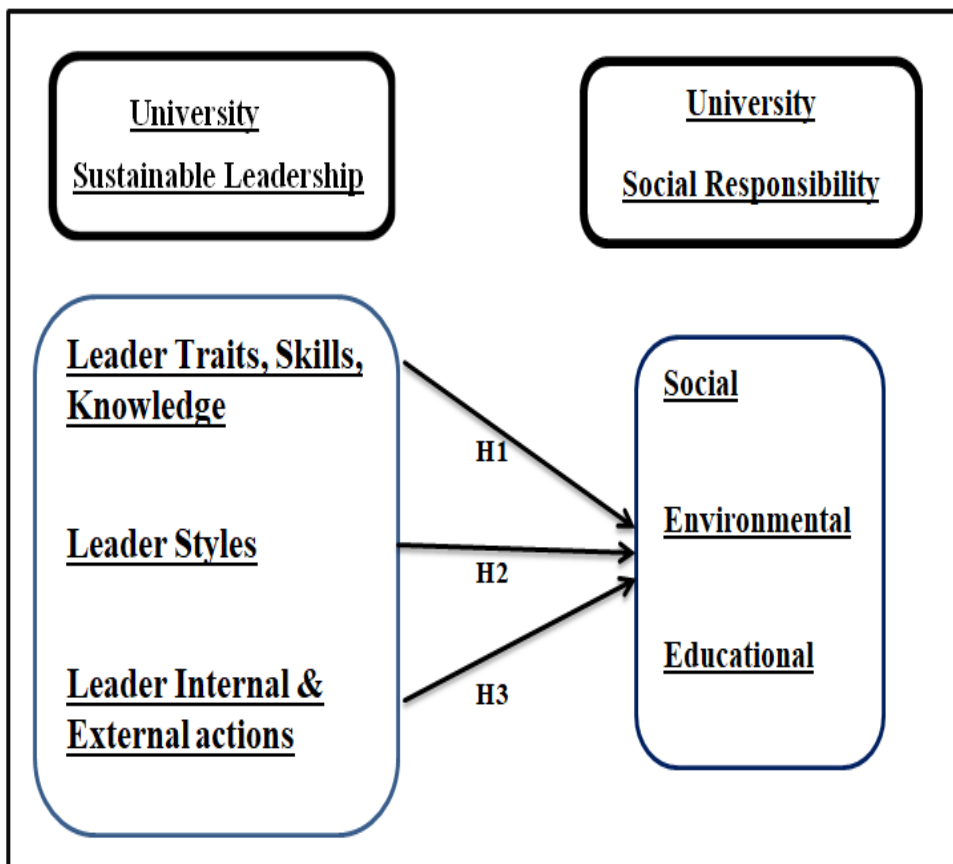 University
Sustainable Leadership
University
Social Responsibility
Leader Traits, Skills,
Knowledge
Leader Styles
Leader Internal &
External actions
H1
H2
H3
Social
Environmental
Educational